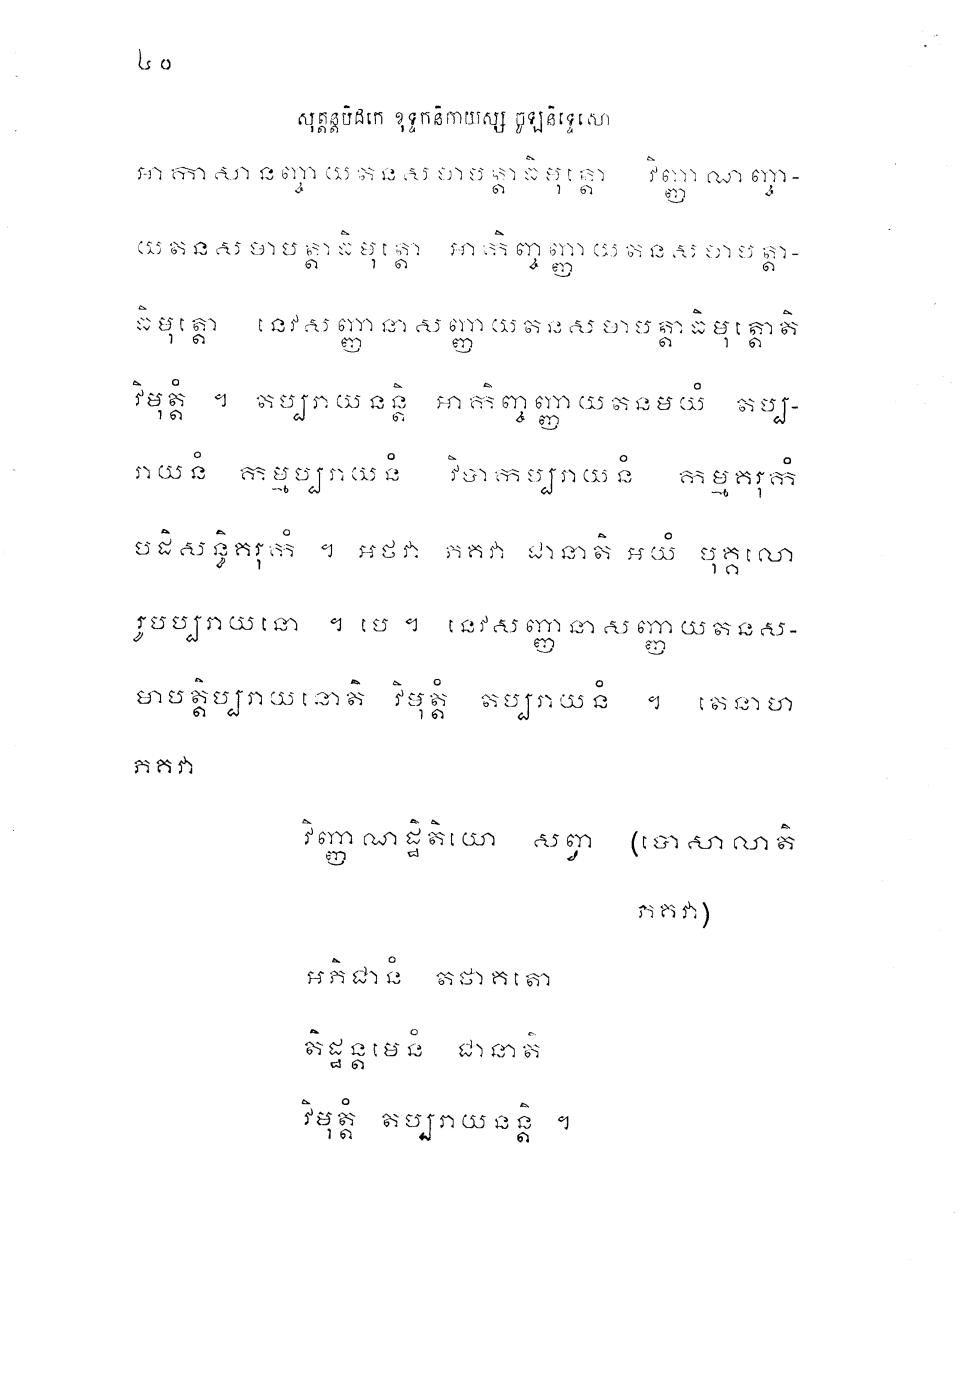 ៤០
សុត្តន្តបិដកេ ខុទ្ទកនិកាយស្ស ចូឡនិទ្ទេសោ
អាកាសានញ្ចាយតនសមាបត្តាធិមុត្តោ វិញ្ញាណញ្ចា-
យតនសមាបត្តាធិមុត្តោ អាកិញ្ចញ្ញាយតនសមាបត្តា-
ធិមុត្តោ នេវសញ្ញានាសញ្ញាយតនសមាបត្តាធិមុត្តោតិ
វិមុត្តំ ។ តប្បរាយនន្តិ អាកិញ្ចញ្ញាយតនមយំ តប្ប-
រាយនំ កម្មប្បរាយនំ វិបាកប្បរាយនំ កម្មគរុកំ
បដិសន្ធិគរុកំ ។ អថវា ភគវា ជានាតិ អយំ បុគ្គលោ
រូបប្បរាយនោ ។ បេ ។ នេវសញ្ញានាសញ្ញាយតនស-
មាបត្តិប្បរាយនោតិ វិមុត្តំ តប្បរាយនំ ។ តេនាហ
ភគវា
វិញ្ញាណដ្ឋិតិយោ សព្វា (បោសាលាតិ
ភគវា)
អភិជានំ តថាគតោ
តិដ្ឋន្តមេនំ ជានាតិ
វិមុត្តំ តប្បរាយនន្តិ ។